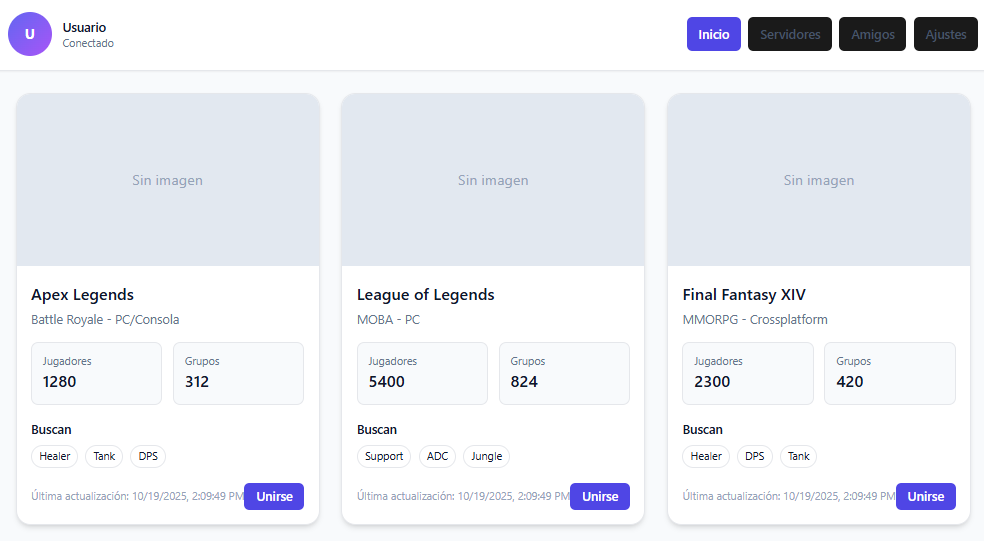 U
Usuario
Conectado
Inicio Servidores Amigos Ajustes
Sin imagen Sin imagen Sin imagen
Apex Legends
Battle Royale - PC/Consola
Jugadores Grupos
1280 312
Buscan
Healer Tank DPS
Última actualización: 10/19/2025, 2:09:49 PM Unirse
League of Legends
MOBA - PC
Jugadores Grupos
5400 824
Buscan
Support ADC Jungle
Última actualización: 10/19/2025, 2:09:49 PM Unirse
Final Fantasy XIV
MMORPG - Crossplatform
Jugadores Grupos
2300 420
Buscan
Healer DPS Tank
Última actualización: 10/19/2025, 2:09:49 PM Unirse